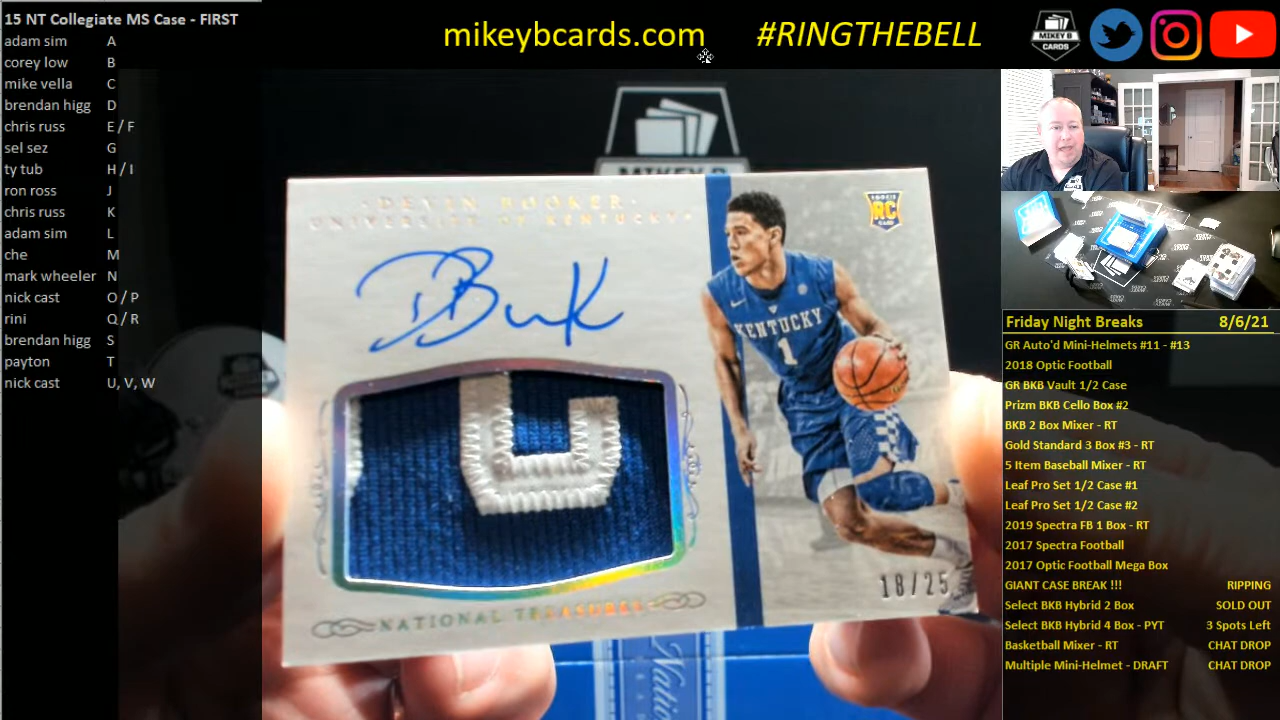 15 NT Collegiate MS Case - FIRST
adam sim A
corey low B
mike vella C
brendan higg D
chris russ E / F
sel sez G
ty tub H / I
ron ross J
chris russ K
adam sim L
che M
mark wheeler N
nick cast O / P
rini Q / R
brendan higg S
payton T
nick cast U, V, W
mikeybcards.com #RINGTHEBELL
MIKEY B
CARDS
MIKEY B
DEVIN BOOKER
UNIVERSITY OF KENTUCKY
ROOKIE
RC
CARD
KENTUCKY
1
18/25
NATIONAL TREASURES
Natio
Friday Night Breaks 8/6/21
GR Auto'd Mini-Helmets #11 - #13
2018 Optic Football
GR BKB Vault 1/2 Case
Prizm BKB Cello Box #2
BKB 2 Box Mixer - RT
Gold Standard 3 Box #3 - RT
5 Item Baseball Mixer - RT
Leaf Pro Set 1/2 Case #1
Leaf Pro Set 1/2 Case #2
2019 Spectra FB 1 Box - RT
2017 Spectra Football
2017 Optic Football Mega Box
GIANT CASE BREAK !!! RIPPING
Select BKB Hybrid 2 Box SOLD OUT
Select BKB Hybrid 4 Box - PYT 3 Spots Left
Basketball Mixer - RT CHAT DROP
Multiple Mini-Helmet - DRAFT CHAT DROP